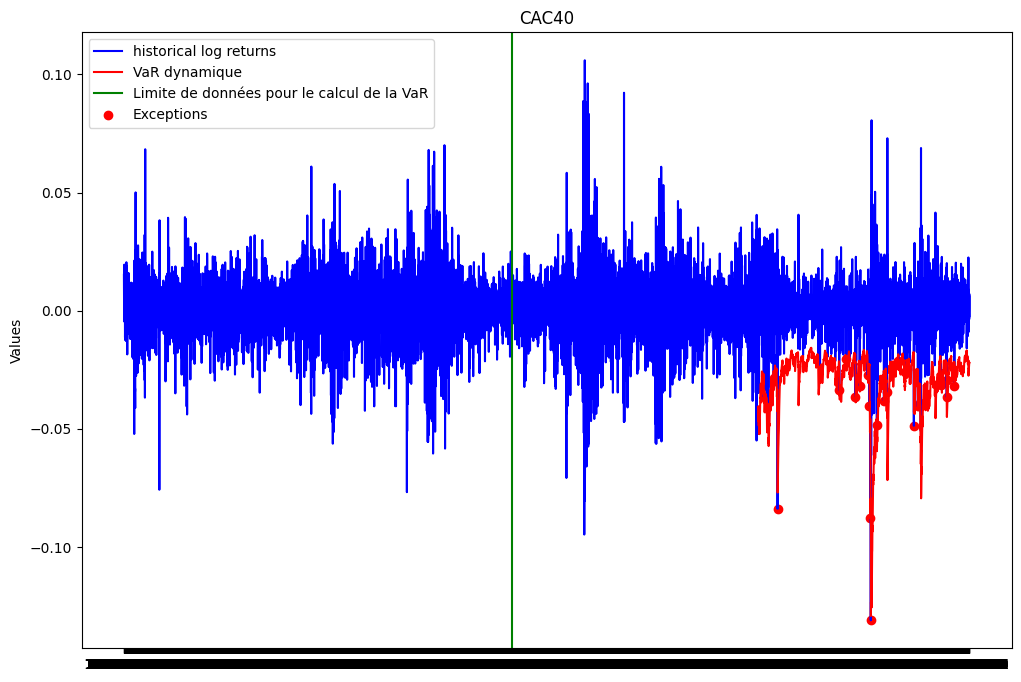 CAC40
historical log returns
VaR dynamique
Limite de données pour le calcul de la VaR
Exceptions
0.10
0.05
0.00
−0.05
−0.10
Values